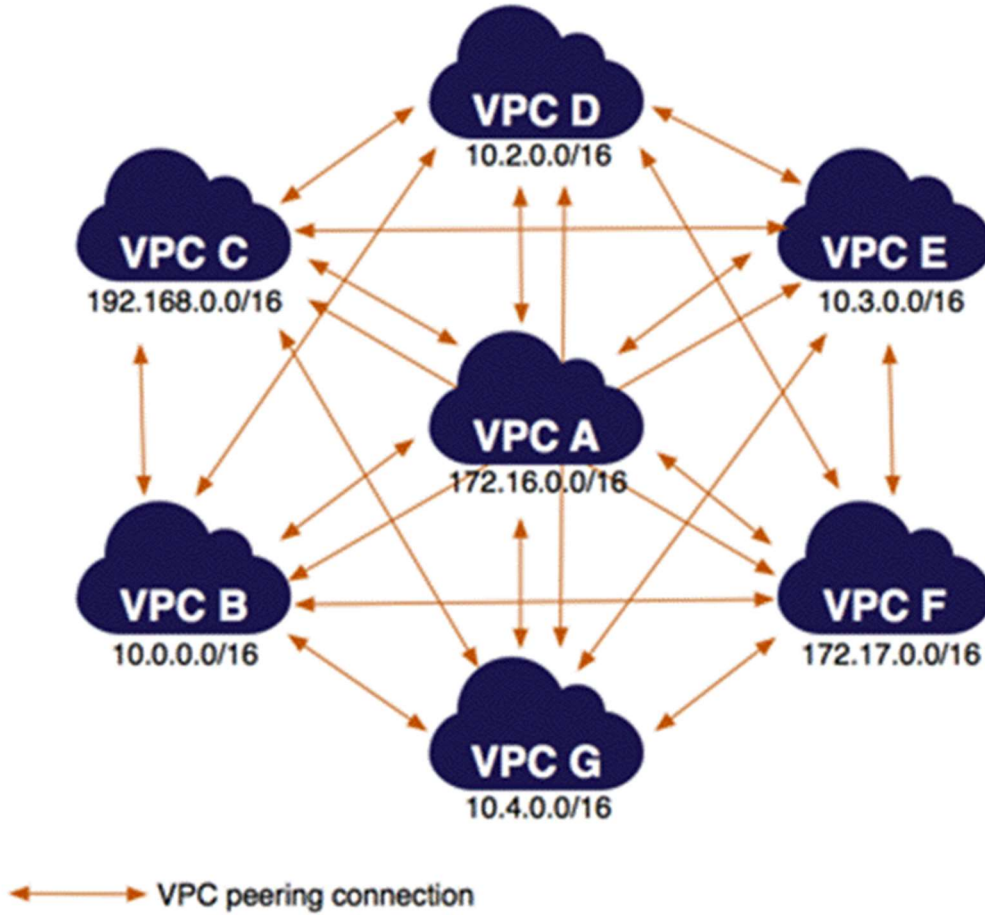 VPC D
10.2.0.0/16
VPC C
192.168.0.0/16
VPC E
10.3.0.0/16
VPC A
172.16.0.0/16
VPC B
10.0.0.0/16
VPC F
172.17.0.0/16
VPC G
10.4.0.0/16
VPC peering connection